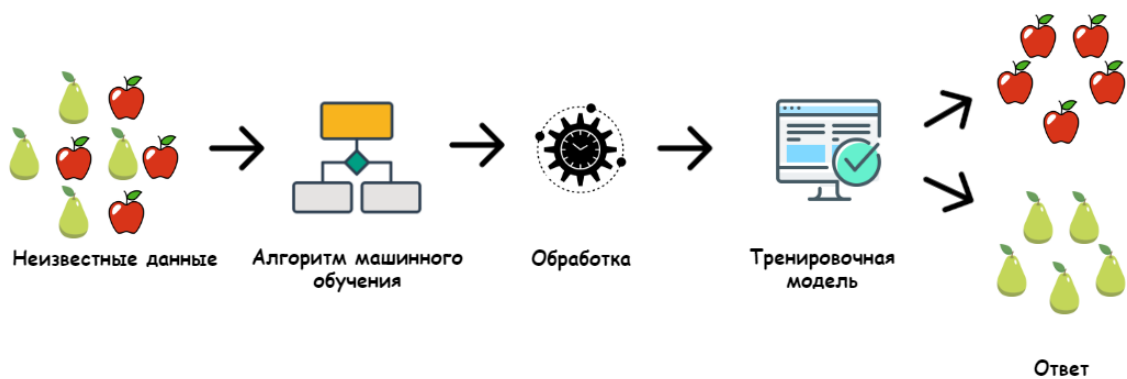 Неизвестные данные
Алгоритм машинного
обучения
Обработка
Тренировочная
модель
Ответ